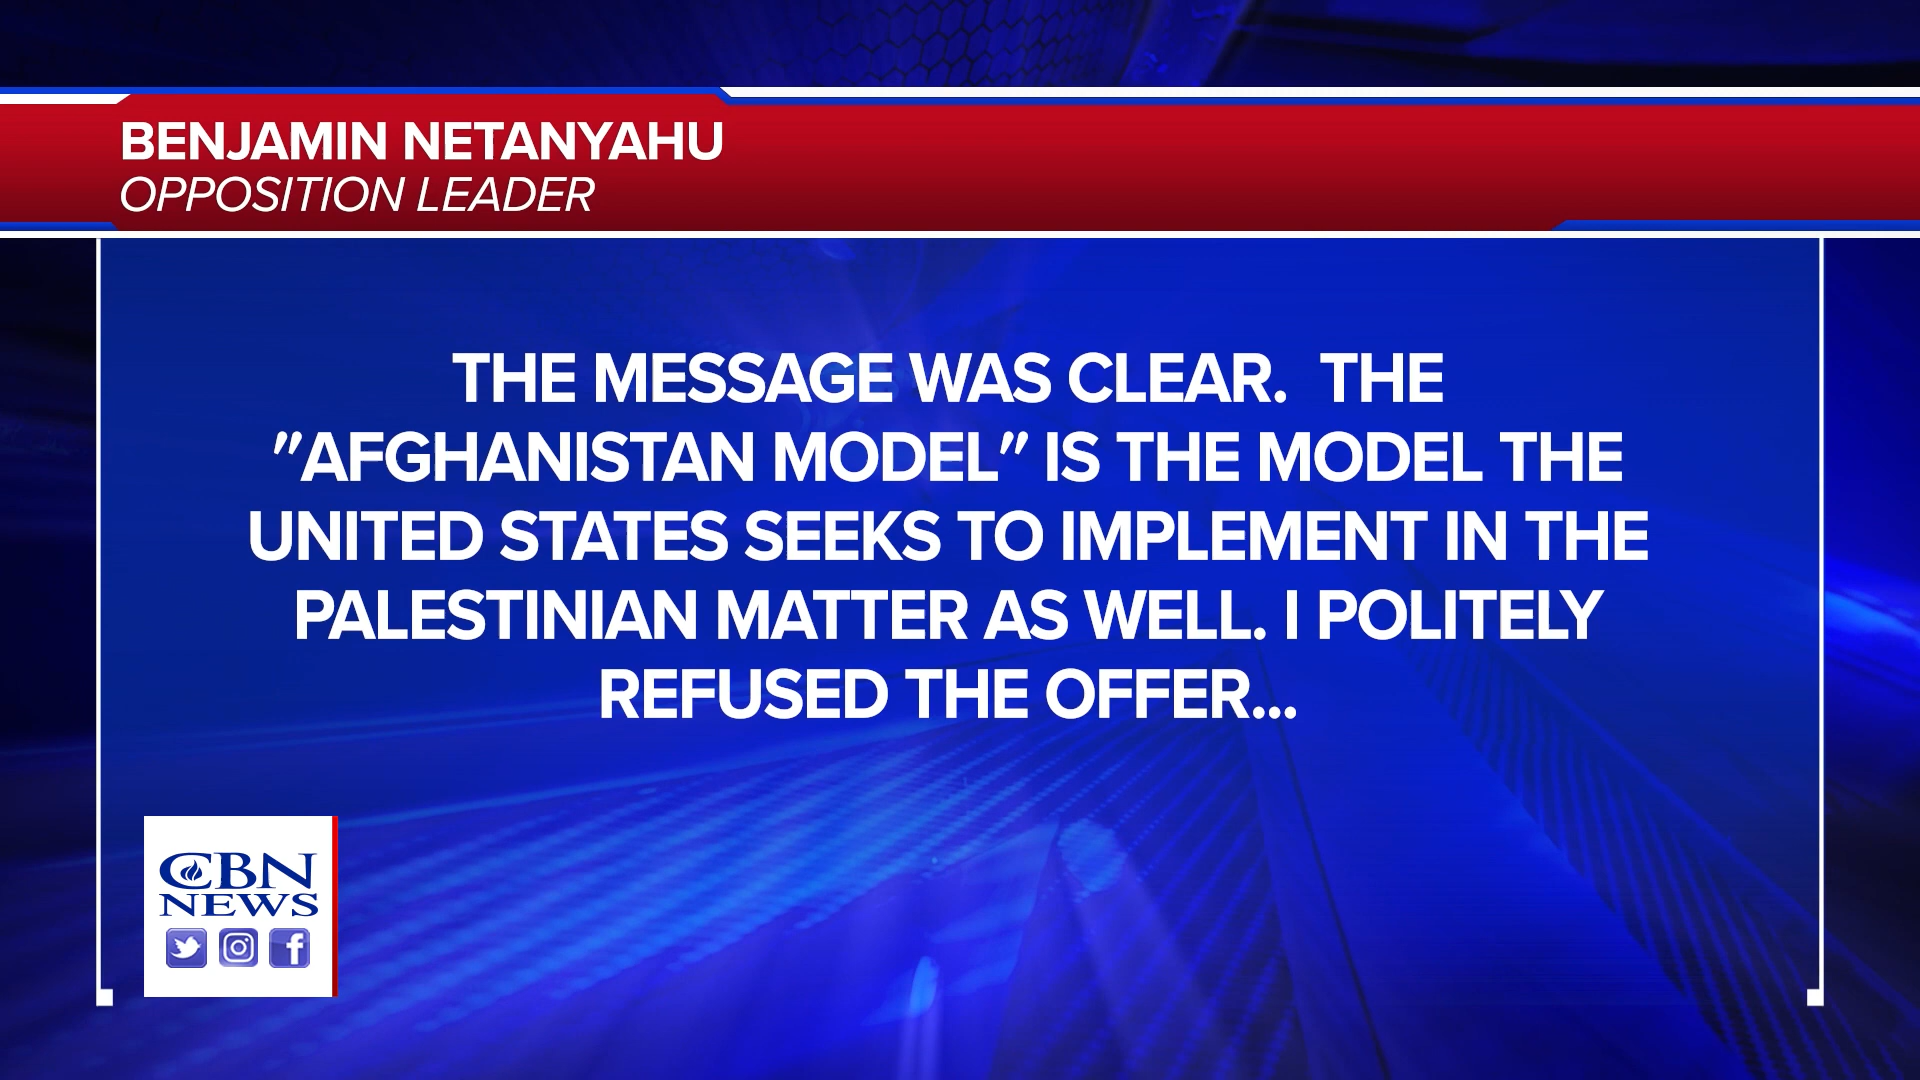 BENJAMIN NETANYAHU
OPPOSITION LEADER
THE MESSAGE WAS CLEAR.  THE
"AFGHANISTAN MODEL" IS THE MODEL THE
UNITED STATES SEEKS TO IMPLEMENT IN THE
PALESTINIAN MATTER AS WELL. I POLITELY
REFUSED THE OFFER...
CBN
NEWS